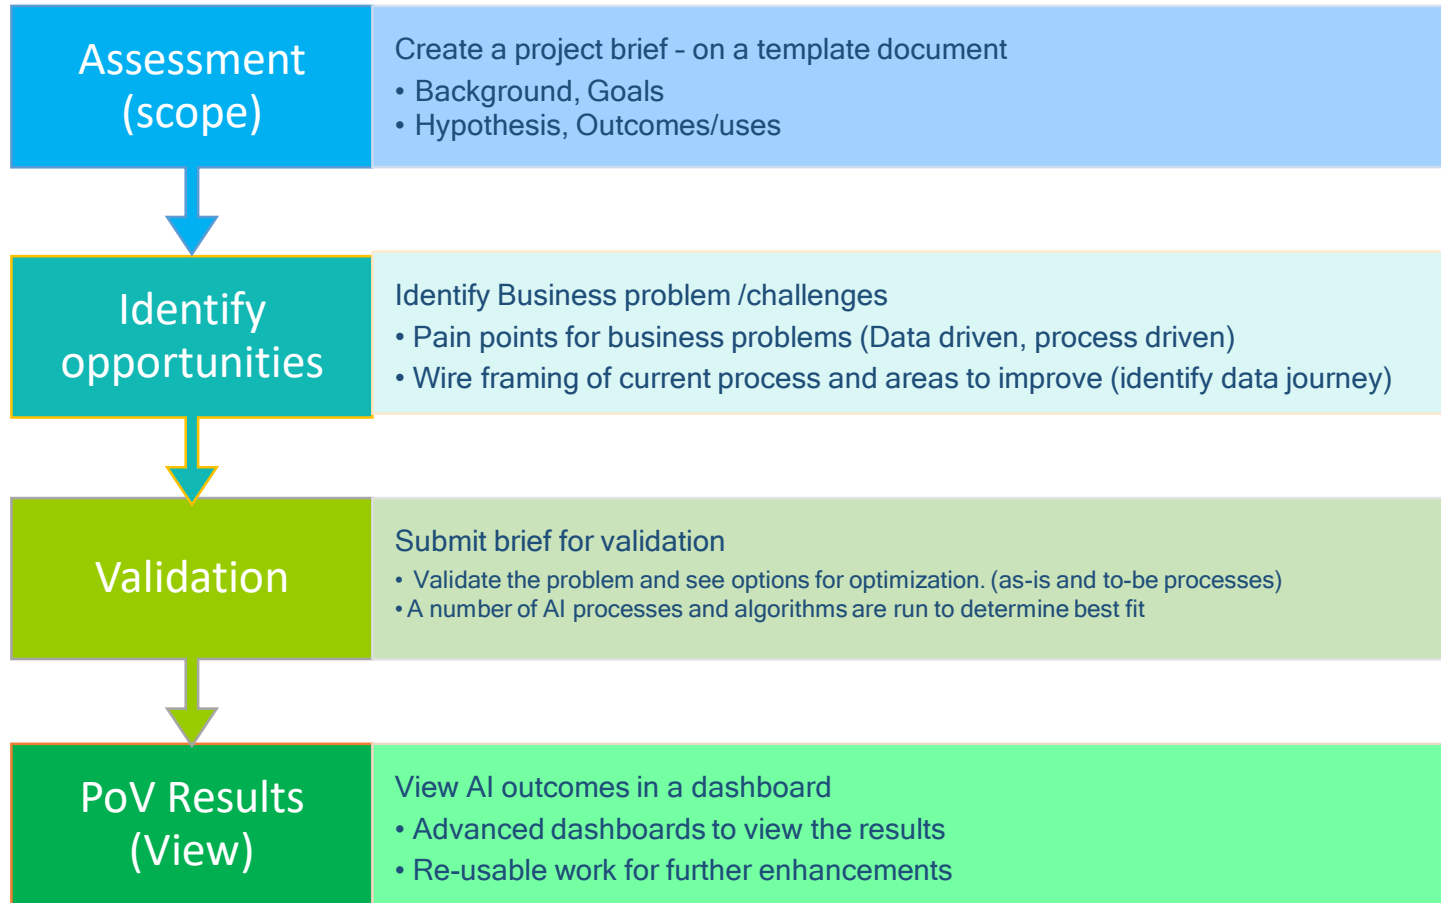 Assessment
(scope)
Create a project brief – on a template document
• Background, Goals
• Hypothesis, Outcomes/uses
Identify
opportunities
Identify Business problem /challenges
• Pain points for business problems (Data driven, process driven)
• Wire framing of current process and areas to improve (identify data journey)
Validation
Submit brief for validation
• Validate the problem and see options for optimization. (as-is and to-be processes)
• A number of AI processes and algorithms are run to determine best fit
PoV Results
(View)
View AI outcomes in a dashboard
• Advanced dashboards to view the results
• Re-usable work for further enhancements